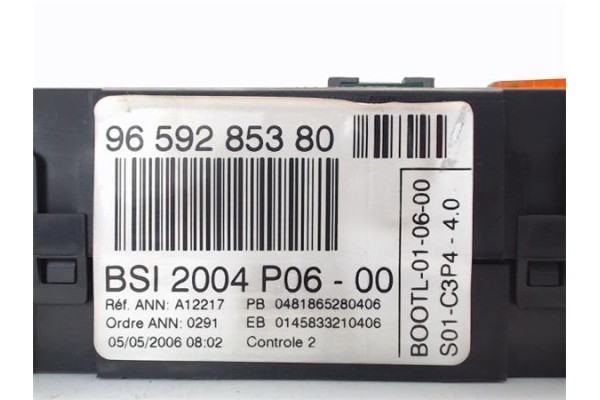 96 592 853 80
BSI 2004 P06 - 00
Réf. ANN: A12217 PB 0481865280406
Ordre ANN: 0291 EB 0145833210406
05/05/2006 08:02 Controle 2
BOOTL-01-06-00
S01-C3P4 - 4.0